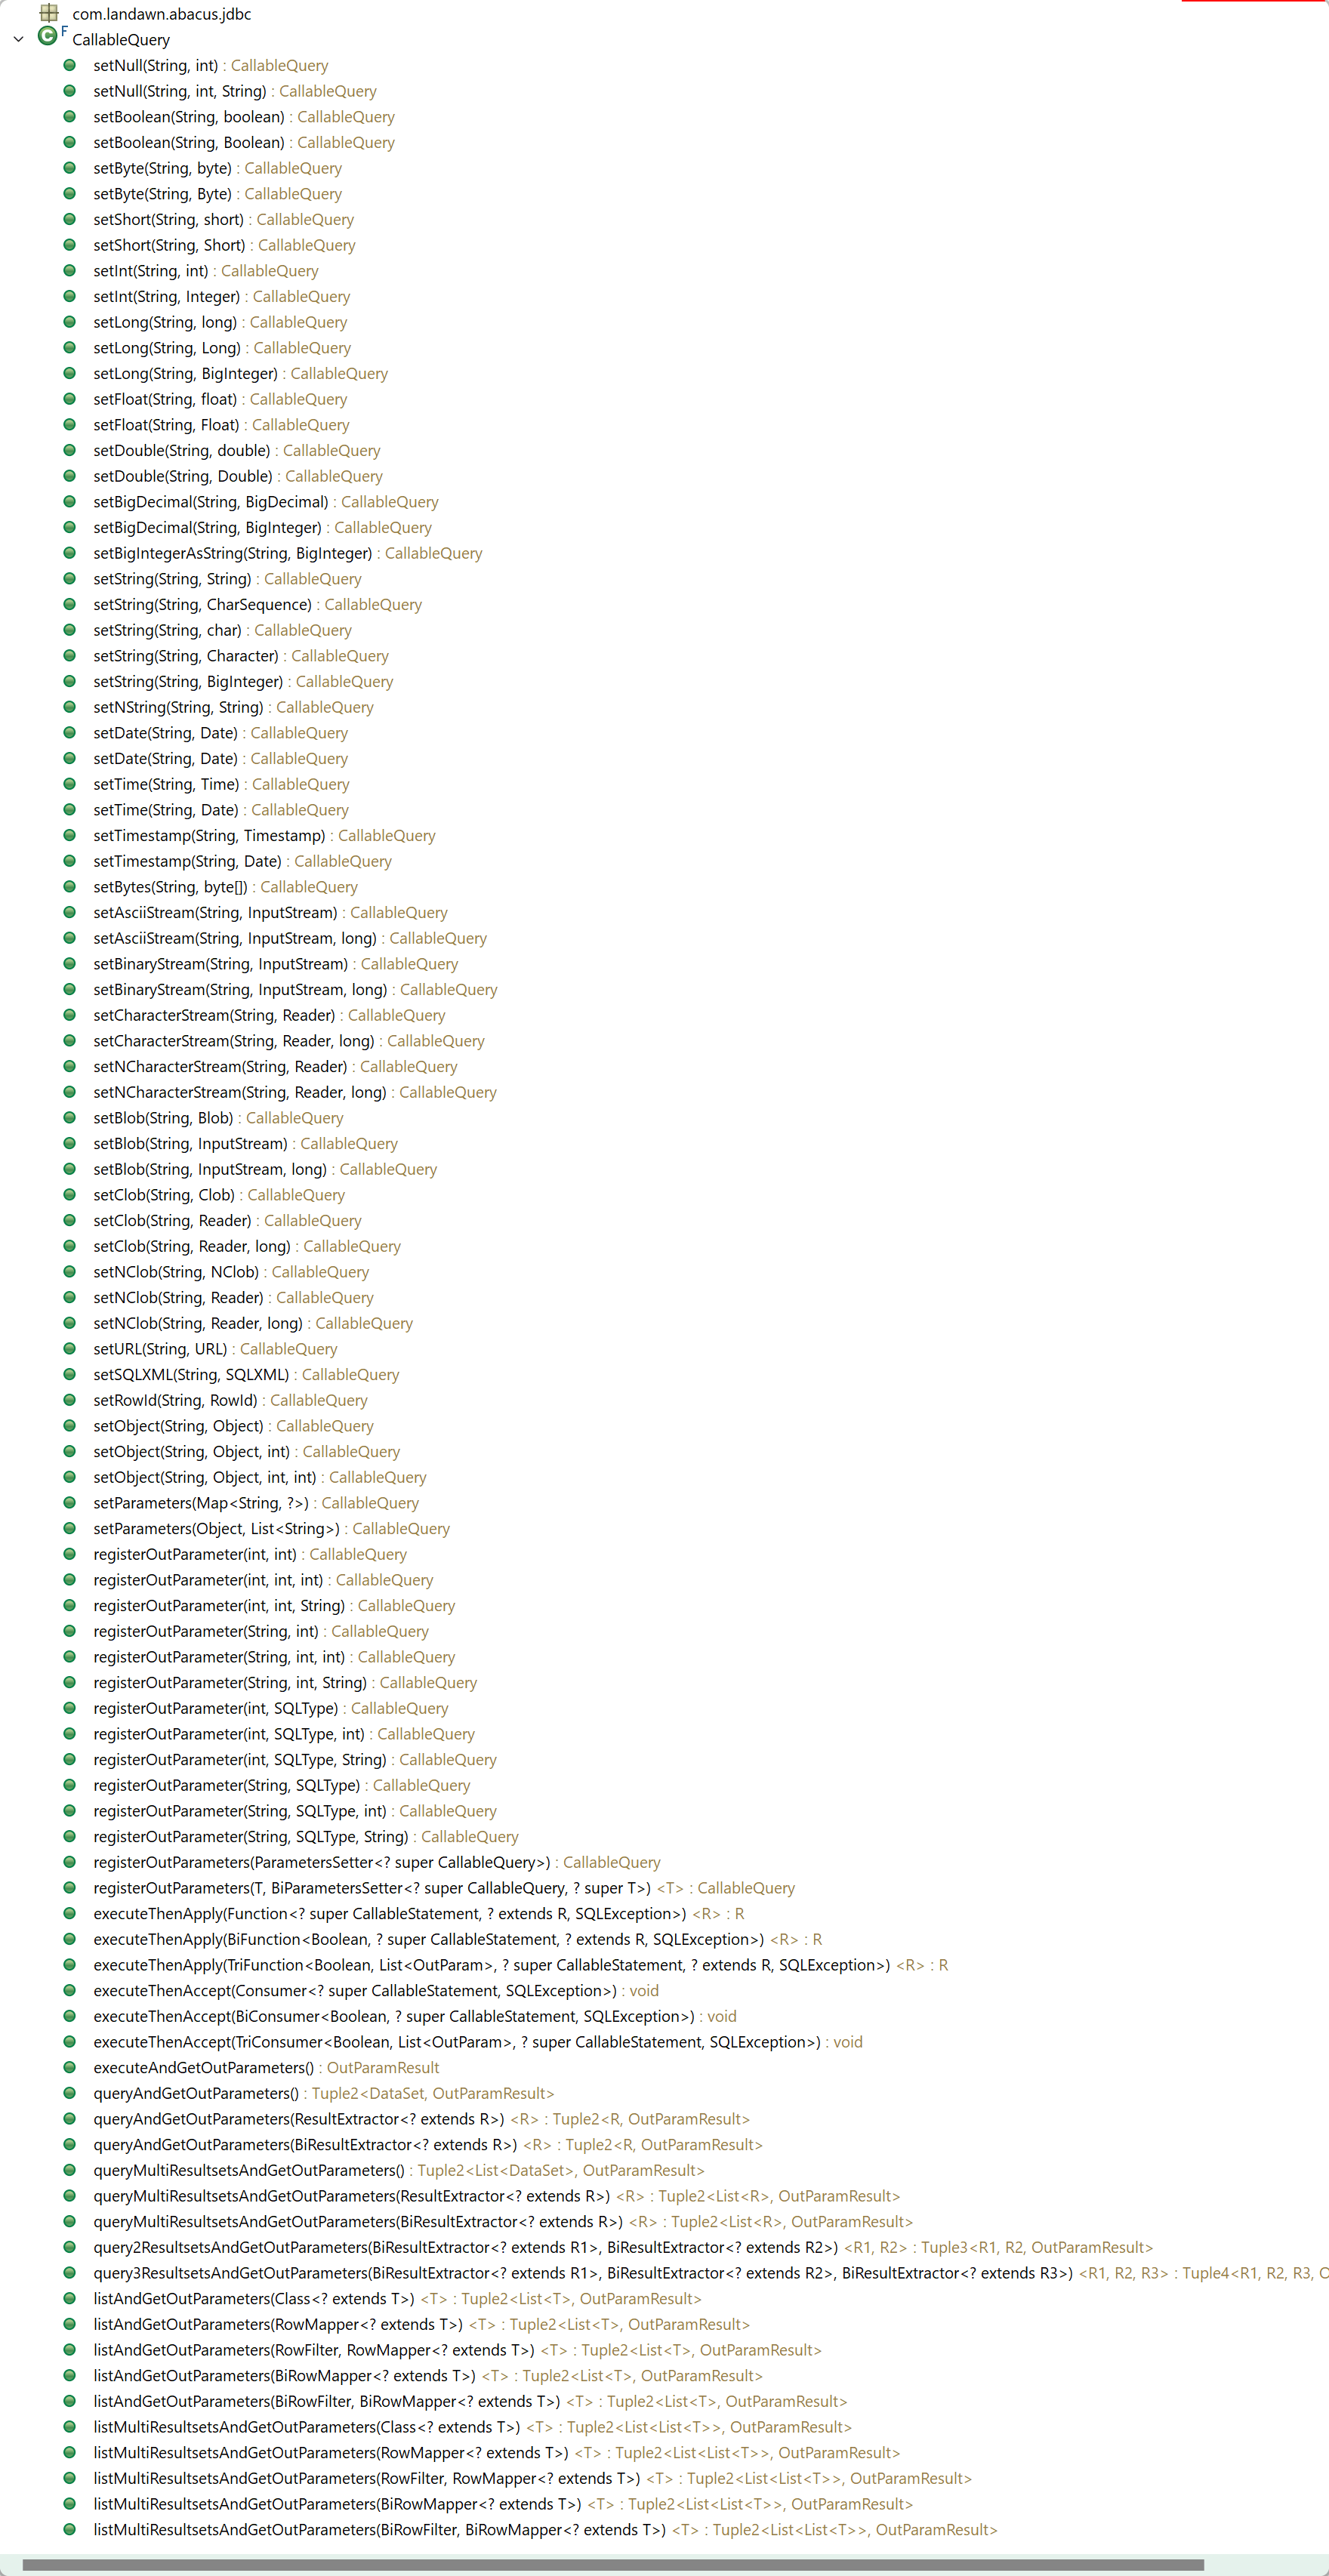 com.landawn.abacus.jdbc
C F CallableQuery
setNull(String, int) : CallableQuery
setNull(String, int, String) : CallableQuery
setBoolean(String, boolean) : CallableQuery
setBoolean(String, Boolean) : CallableQuery
setByte(String, byte) : CallableQuery
setByte(String, Byte) : CallableQuery
setShort(String, short) : CallableQuery
setShort(String, Short) : CallableQuery
setInt(String, int) : CallableQuery
setInt(String, Integer) : CallableQuery
setLong(String, long) : CallableQuery
setLong(String, Long) : CallableQuery
setLong(String, BigInteger) : CallableQuery
setFloat(String, float) : CallableQuery
setFloat(String, Float) : CallableQuery
setDouble(String, double) : CallableQuery
setDouble(String, Double) : CallableQuery
setBigDecimal(String, BigDecimal) : CallableQuery
setBigDecimal(String, BigInteger) : CallableQuery
setBigIntegerAsString(String, BigInteger) : CallableQuery
setString(String, String) : CallableQuery
setString(String, CharSequence) : CallableQuery
setString(String, char) : CallableQuery
setString(String, Character) : CallableQuery
setString(String, BigInteger) : CallableQuery
setNString(String, String) : CallableQuery
setDate(String, Date) : CallableQuery
setDate(String, Date) : CallableQuery
setTime(String, Time) : CallableQuery
setTime(String, Date) : CallableQuery
setTimestamp(String, Timestamp) : CallableQuery
setTimestamp(String, Date) : CallableQuery
setBytes(String, byte[]) : CallableQuery
setAsciiStream(String, InputStream) : CallableQuery
setAsciiStream(String, InputStream, long) : CallableQuery
setBinaryStream(String, InputStream) : CallableQuery
setBinaryStream(String, InputStream, long) : CallableQuery
setCharacterStream(String, Reader) : CallableQuery
setCharacterStream(String, Reader, long) : CallableQuery
setNCharacterStream(String, Reader) : CallableQuery
setNCharacterStream(String, Reader, long) : CallableQuery
setBlob(String, Blob) : CallableQuery
setBlob(String, InputStream) : CallableQuery
setBlob(String, InputStream, long) : CallableQuery
setClob(String, Clob) : CallableQuery
setClob(String, Reader) : CallableQuery
setClob(String, Reader, long) : CallableQuery
setNClob(String, NClob) : CallableQuery
setNClob(String, Reader) : CallableQuery
setNClob(String, Reader, long) : CallableQuery
setURL(String, URL) : CallableQuery
setSQLXML(String, SQLXML) : CallableQuery
setRowId(String, RowId) : CallableQuery
setObject(String, Object) : CallableQuery
setObject(String, Object, int) : CallableQuery
setObject(String, Object, int, int) : CallableQuery
setParameters(Map<String, ?>) : CallableQuery
setParameters(Object, List<String>) : CallableQuery
registerOutParameter(int, int) : CallableQuery
registerOutParameter(int, int, int) : CallableQuery
registerOutParameter(int, int, String) : CallableQuery
registerOutParameter(String, int) : CallableQuery
registerOutParameter(String, int, int) : CallableQuery
registerOutParameter(String, int, String) : CallableQuery
registerOutParameter(int, SQLType) : CallableQuery
registerOutParameter(int, SQLType, int) : CallableQuery
registerOutParameter(int, SQLType, String) : CallableQuery
registerOutParameter(String, SQLType) : CallableQuery
registerOutParameter(String, SQLType, int) : CallableQuery
registerOutParameter(String, SQLType, String) : CallableQuery
registerOutParameters(ParametersSetter<? super CallableQuery>) : CallableQuery
registerOutParameters(T, BiParametersSetter<? super CallableQuery, ? super T>) <T> : CallableQuery
executeThenApply(Function<? super CallableStatement, ? extends R, SQLException>) <R> : R
executeThenApply(BiFunction<Boolean, ? super CallableStatement, ? extends R, SQLException>) <R> : R
executeThenApply(TriFunction<Boolean, List<OutParam>, ? super CallableStatement, ? extends R, SQLException>) <R> : R
executeThenAccept(Consumer<? super CallableStatement, SQLException>) : void
executeThenAccept(BiConsumer<Boolean, ? super CallableStatement, SQLException>) : void
executeThenAccept(TriConsumer<Boolean, List<OutParam>, ? super CallableStatement, SQLException>) : void
executeAndGetOutParameters() : OutParamResult
queryAndGetOutParameters() : Tuple2<DataSet, OutParamResult>
queryAndGetOutParameters(ResultExtractor<? extends R>) <R> : Tuple2<R, OutParamResult>
queryAndGetOutParameters(BiResultExtractor<? extends R>) <R> : Tuple2<R, OutParamResult>
queryMultiResultsetsAndGetOutParameters() : Tuple2<List<DataSet>, OutParamResult>
queryMultiResultsetsAndGetOutParameters(ResultExtractor<? extends R>) <R> : Tuple2<List<R>, OutParamResult>
queryMultiResultsetsAndGetOutParameters(BiResultExtractor<? extends R>) <R> : Tuple2<List<R>, OutParamResult>
query2ResultsetsAndGetOutParameters(BiResultExtractor<? extends R1>, BiResultExtractor<? extends R2>) <R1, R2> : Tuple3<R1, R2, OutParamResult>
query3ResultsetsAndGetOutParameters(BiResultExtractor<? extends R1>, BiResultExtractor<? extends R2>, BiResultExtractor<? extends R3>) <R1, R2, R3> : Tuple4<R1, R2, R3, O
listAndGetOutParameters(Class<? extends T>) <T> : Tuple2<List<T>, OutParamResult>
listAndGetOutParameters(RowMapper<? extends T>) <T> : Tuple2<List<T>, OutParamResult>
listAndGetOutParameters(RowFilter, RowMapper<? extends T>) <T> : Tuple2<List<T>, OutParamResult>
listAndGetOutParameters(BiRowMapper<? extends T>) <T> : Tuple2<List<T>, OutParamResult>
listAndGetOutParameters(BiRowFilter, BiRowMapper<? extends T>) <T> : Tuple2<List<T>, OutParamResult>
listMultiResultsetsAndGetOutParameters(Class<? extends T>) <T> : Tuple2<List<List<T>>, OutParamResult>
listMultiResultsetsAndGetOutParameters(RowMapper<? extends T>) <T> : Tuple2<List<List<T>>, OutParamResult>
listMultiResultsetsAndGetOutParameters(RowFilter, RowMapper<? extends T>) <T> : Tuple2<List<List<T>>, OutParamResult>
listMultiResultsetsAndGetOutParameters(BiRowMapper<? extends T>) <T> : Tuple2<List<List<T>>, OutParamResult>
listMultiResultsetsAndGetOutParameters(BiRowFilter, BiRowMapper<? extends T>) <T> : Tuple2<List<List<T>>, OutParamResult>